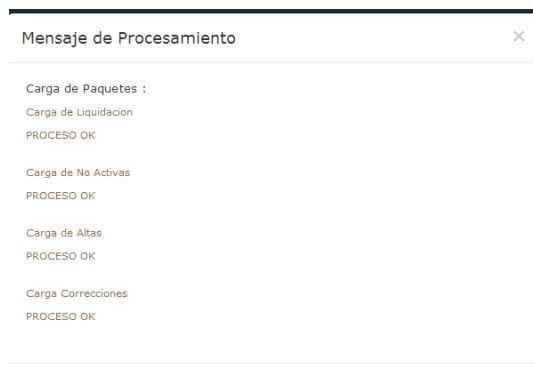 Mensaje de Procesamiento
Carga de Paquetes :
Carga de Liquidacion
PROCESO OK
Carga de No Activas
PROCESO OK
Carga de Altas
PROCESO OK
Carga Correcciones
PROCESO OK